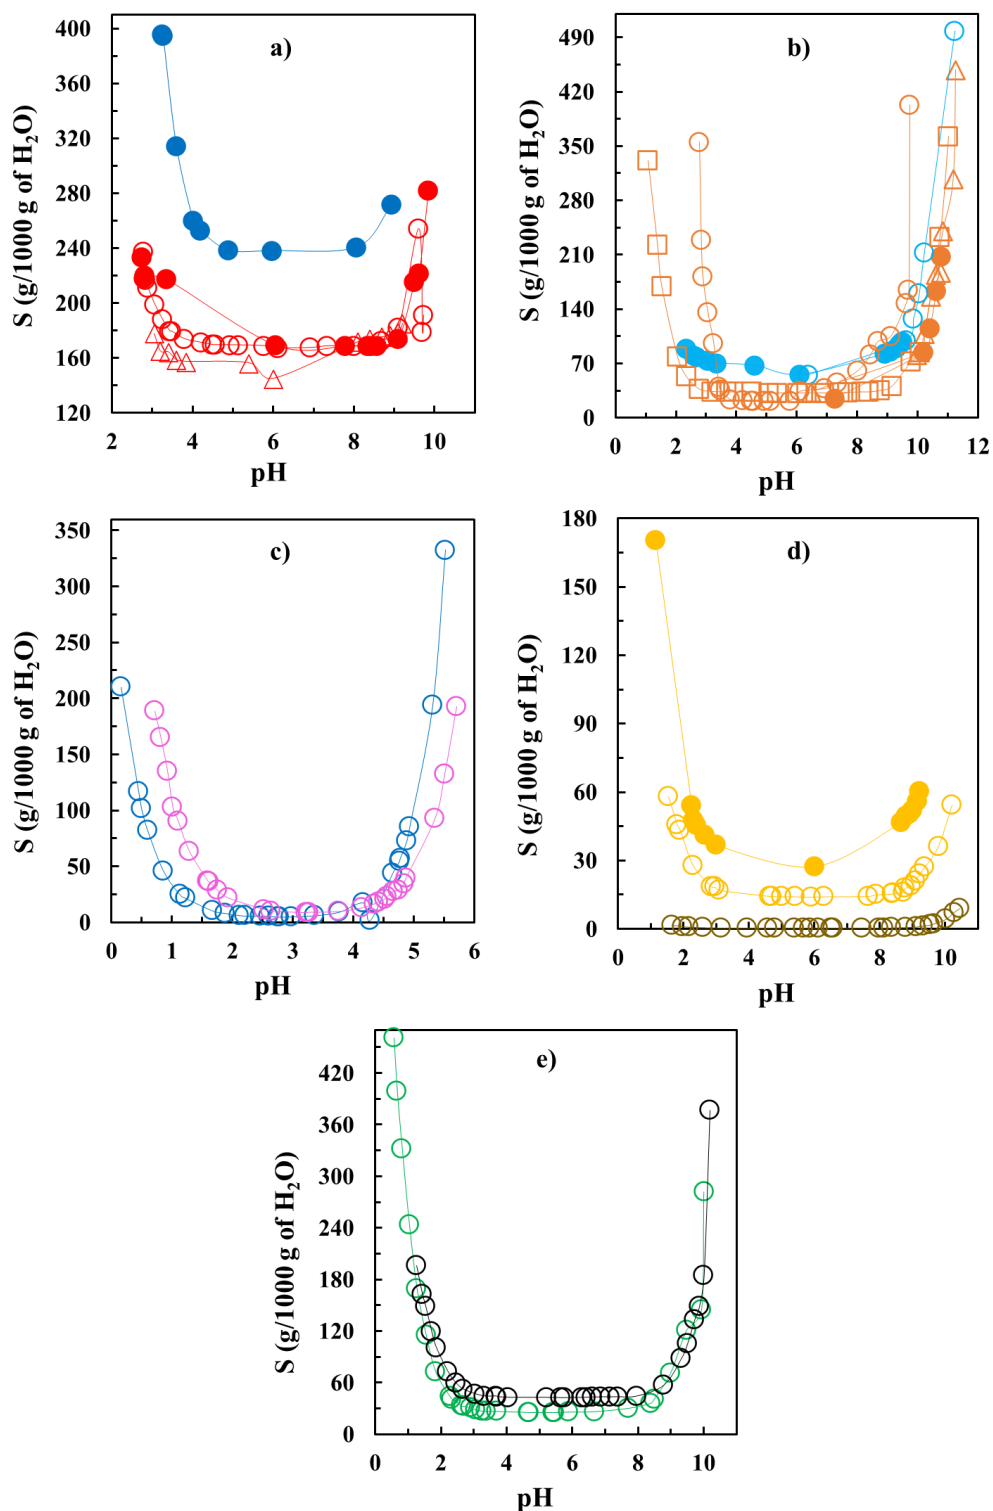 a)
S (g/1000 g of H₂O)
400
360
320
280
240
200
160
120
2 4 6 8 10
pH
b)
S (g/1000 g of H₂O)
490
420
350
280
210
140
70
0
0 2 4 6 8 10 12
pH
c)
S (g/1000 g of H₂O)
350
300
250
200
150
100
50
0
0 1 2 3 4 5 6
pH
d)
S (g/1000 g of H₂O)
180
150
120
90
60
30
0
0 2 4 6 8 10
pH
e)
S (g/1000 g of H₂O)
420
360
300
240
180
120
60
0
0 2 4 6 8 10
pH